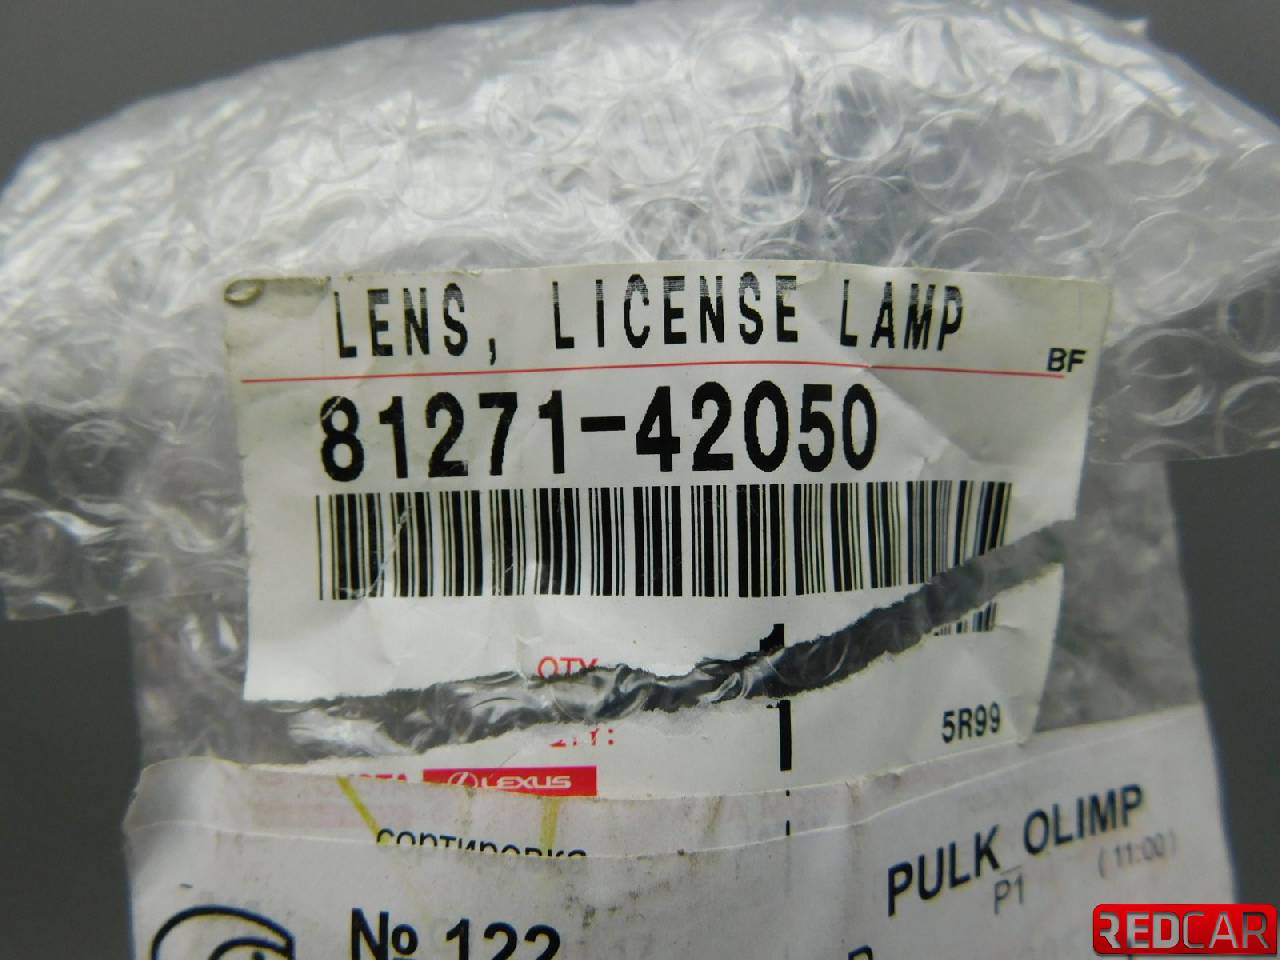 LENS, LICENSE LAMP
BF
81271-42050
QTY
1
QTY:
1
5R99
LEXUS
сортировка
PULK_OLIMP
P1
(11:00)
№ 122
REDCAR